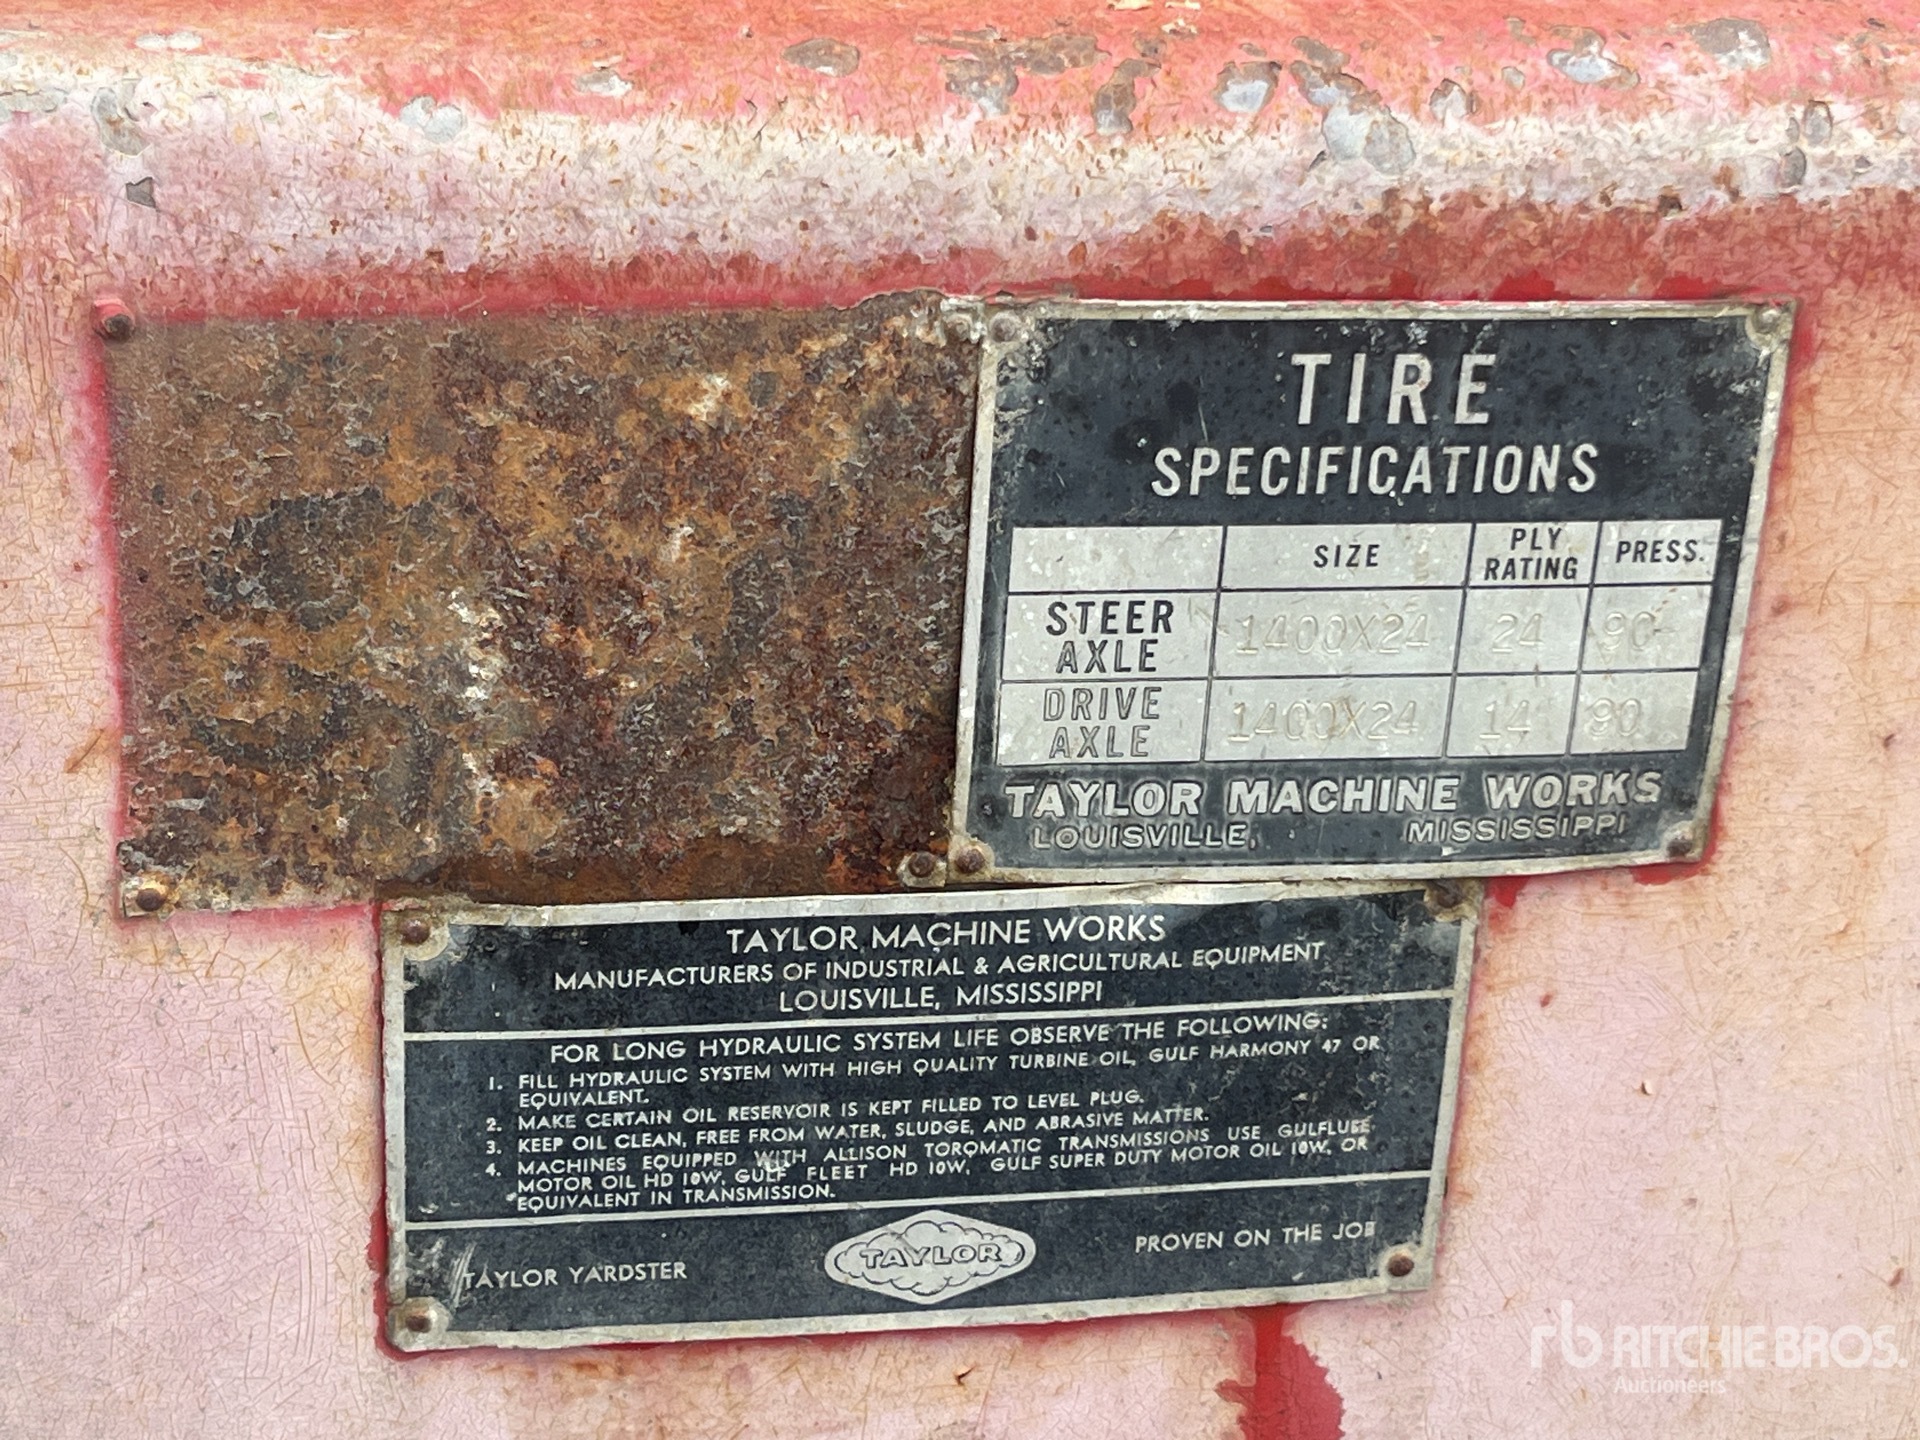 TIRE
SPECIFICATIONS
SIZE PLY RATING PRESS.
STEER AXLE 1400X24 24 90
DRIVE AXLE 1400X24 14 90
TAYLOR MACHINE WORKS
LOUISVILLE, MISSISSIPPI
TAYLOR MACHINE WORKS
MANUFACTURERS OF INDUSTRIAL & AGRICULTURAL EQUIPMENT
LOUISVILLE, MISSISSIPPI
FOR LONG HYDRAULIC SYSTEM LIFE OBSERVE THE FOLLOWING:
1. FILL HYDRAULIC SYSTEM WITH HIGH QUALITY TURBINE OIL, GULF HARMONY 47 OR
EQUIVALENT.
2. MAKE CERTAIN OIL RESERVOIR IS KEPT FILLED TO LEVEL PLUG.
3. KEEP OIL CLEAN, FREE FROM WATER, SLUDGE, AND ABRASIVE MATTER.
4. MACHINES EQUIPPED WITH ALLISON TORQMATIC TRANSMISSIONS USE GULFLUBE
MOTOR OIL HD 10W, GULF FLEET HD 10W, GULF SUPER DUTY MOTOR OIL 10W, OR
EQUIVALENT IN TRANSMISSION.
TAYLOR YARDSTER TAYLOR PROVEN ON THE JOB
rb RITCHIE BROS.
Auctioneers